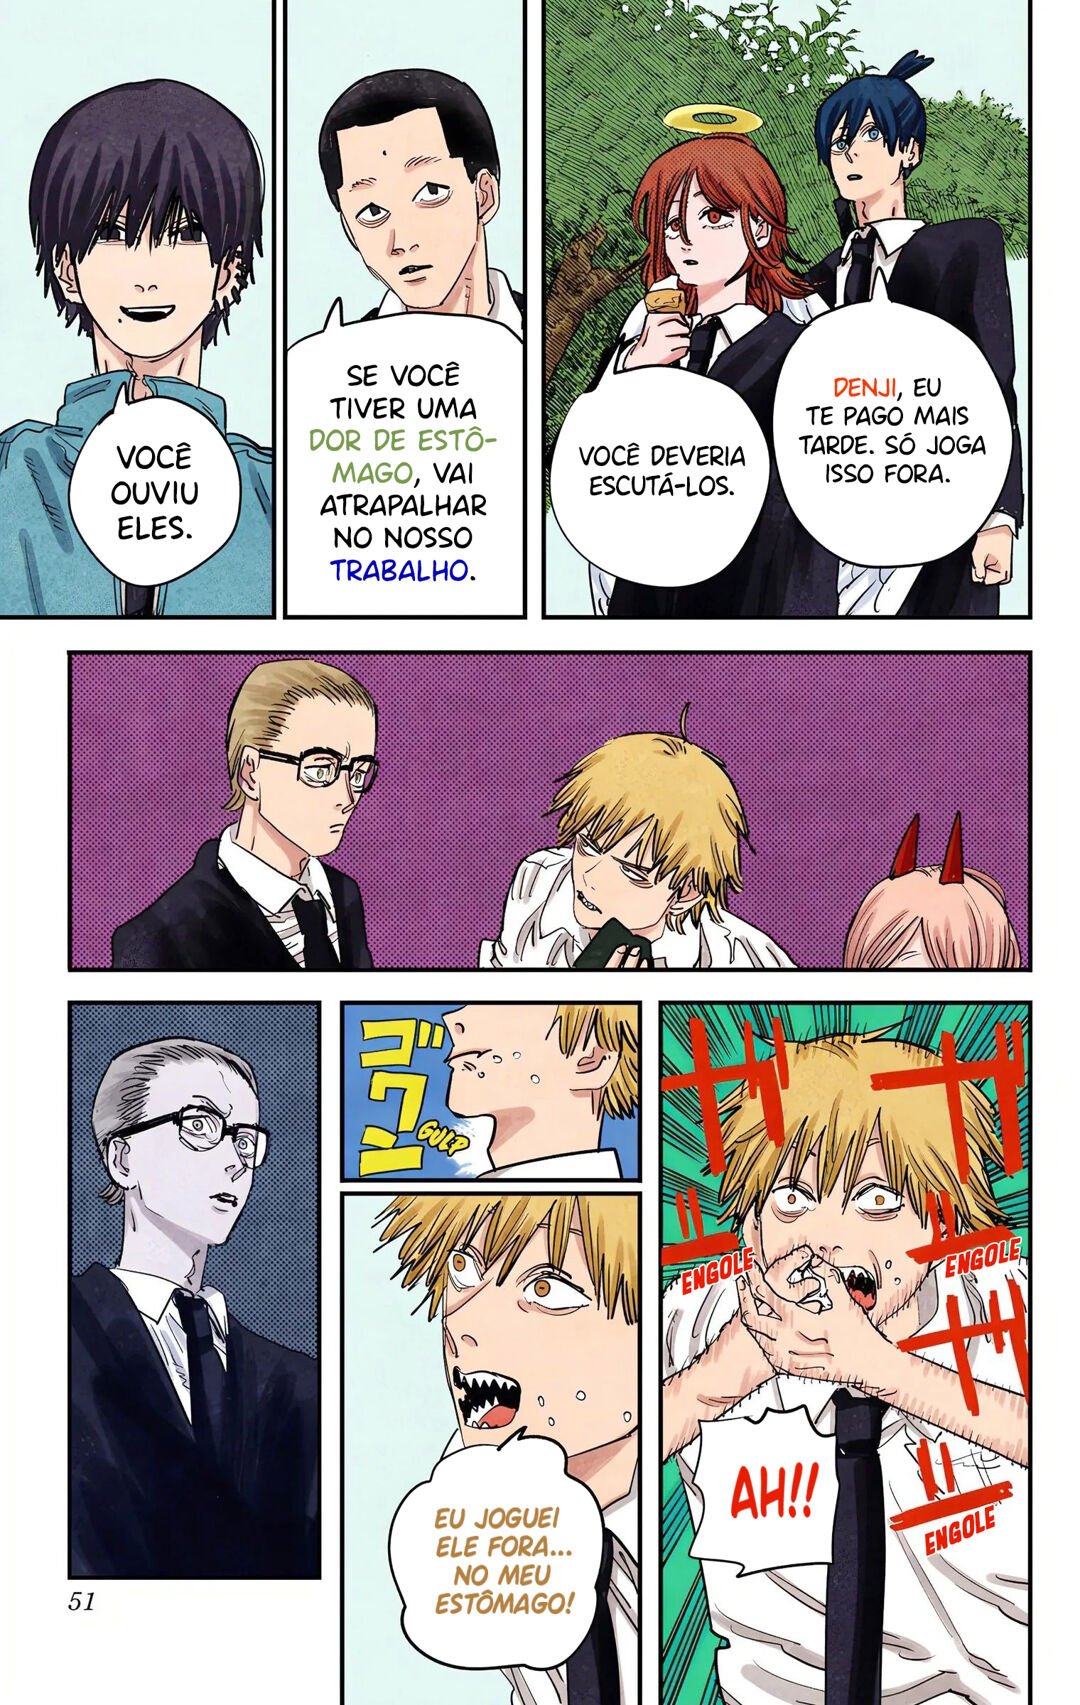 DENJI, EU
TE PAGO MAIS
TARDE. SÓ JOGA
ISSO FORA.
VOCÊ DEVERIA
ESCUTÁ-LOS.
SE VOCÊ
TIVER UMA
DOR DE ESTÔ-
MAGO, VAI
ATRAPALHAR
NO NOSSO
TRABALHO.
VOCÊ
OUVIU
ELES.
ENGOLE
ENGOLE
AH!!
ENGOLE
ゴクン
GULP
EU JOGUEI
ELE FORA...
NO MEU
ESTÔMAGO!
51